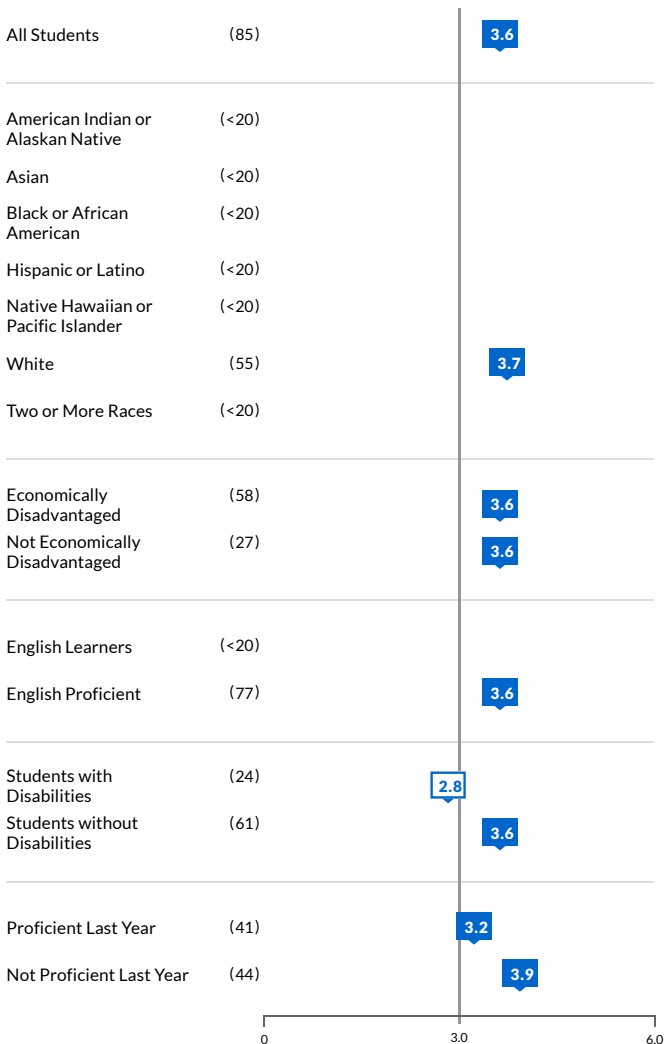 All Students (85) 3.6
American Indian or (<20)
Alaskan Native
Asian (<20)
Black or African (<20)
American
Hispanic or Latino (<20)
Native Hawaiian or (<20)
Pacific Islander
White (55) 3.7
Two or More Races (<20)
Economically (58) 3.6
Disadvantaged
Not Economically (27) 3.6
Disadvantaged
English Learners (<20)
English Proficient (77) 3.6
Students with (24) 2.8
Disabilities
Students without (61) 3.6
Disabilities
Proficient Last Year (41) 3.2
Not Proficient Last Year (44) 3.9
0 3.0 6.0